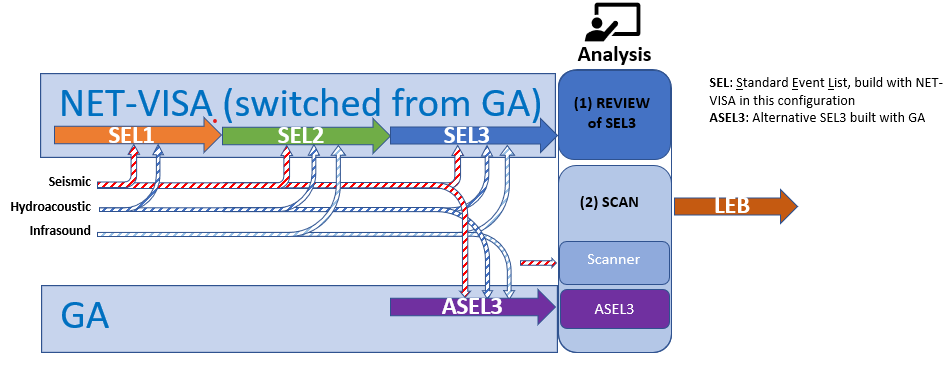 Analysis
NET-VISA (switched from GA)
SEL1
SEL2
SEL3
(1) REVIEW
of SEL3
SEL: Standard Event List, build with NET-
VISA in this configuration
ASEL3: Alternative SEL3 built with GA
Seismic
Hydroacoustic
Infrasound
(2) SCAN
LEB
Scanner
GA
ASEL3
ASEL3